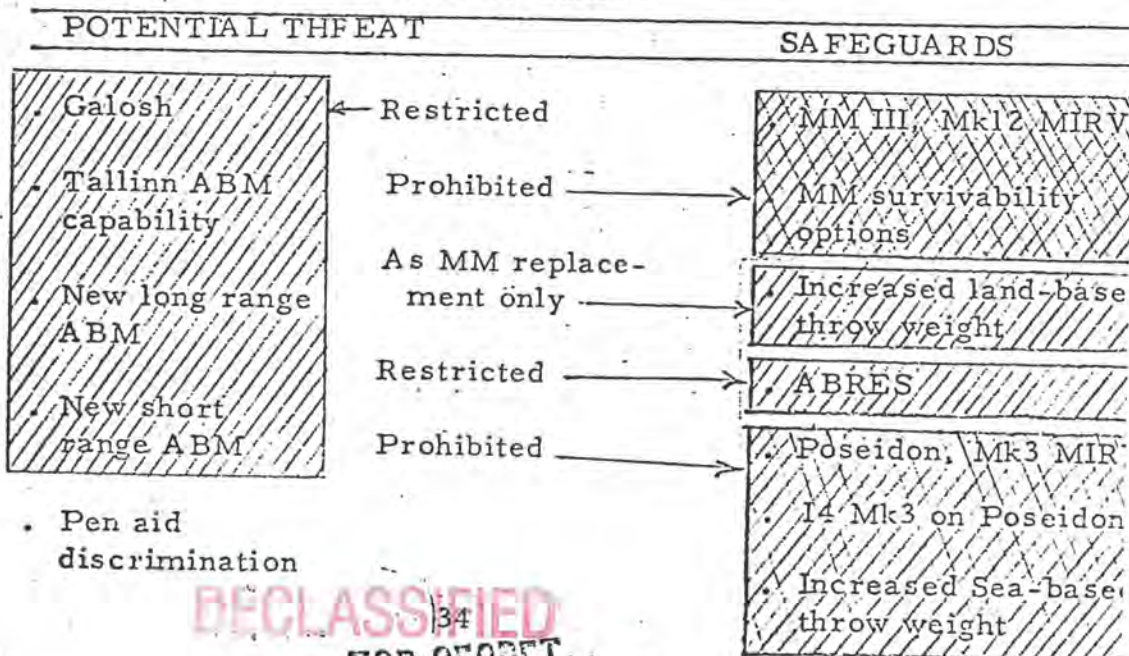 POTENTIAL THFEAT
SAFEGUARDS
. Galosh
. Tallinn ABM
capability
. New long range
ABM
. New short
range ABM
. Pen aid
discrimination
Restricted
Prohibited
As MM replace-
ment only
Restricted
Prohibited
. MM III, Mk12 MIRV
MM survivability
options
. Increased land-base
throw weight
. ABRES
. Poseidon, Mk3 MIR
. 14 Mk3 on Poseidon
. Increased Sea-base
throw weight
DECLASSIFIED
34
TOP SECRET